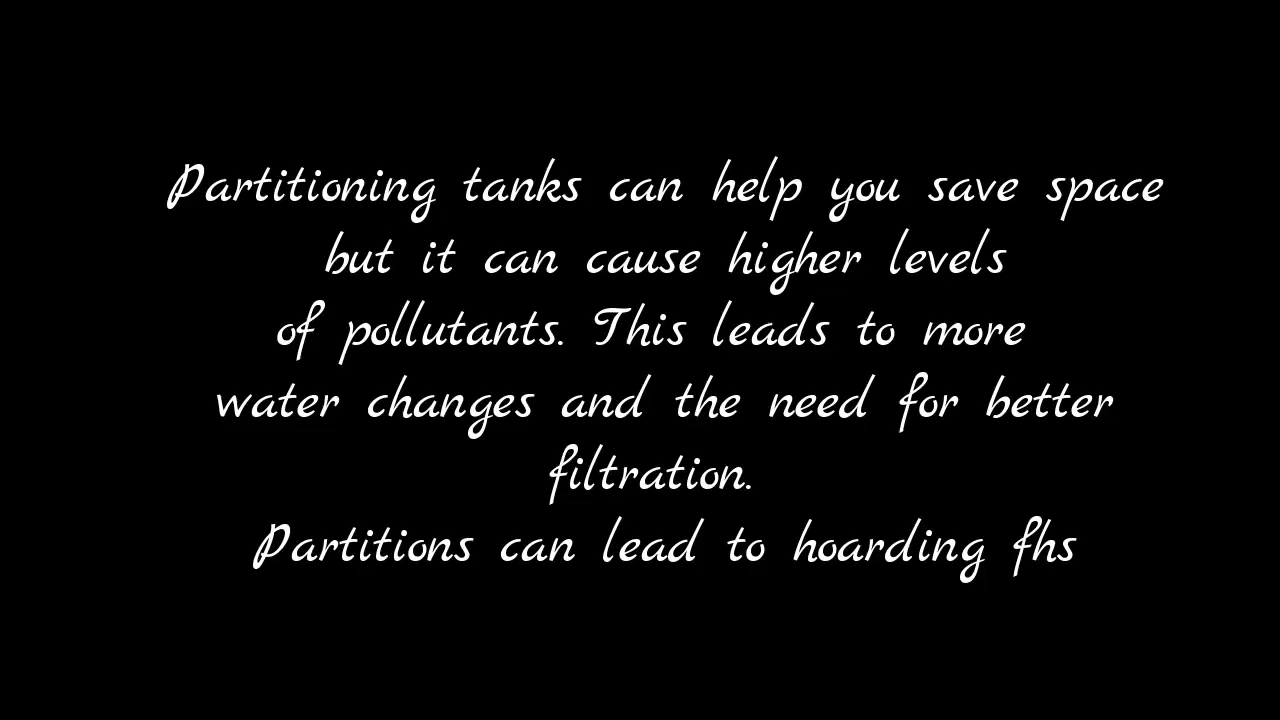 Partitioning tanks can help you save space
but it can cause higher levels
of pollutants. This leads to more
water changes and the need for better
filtration.
Partitions can lead to hoarding fhs